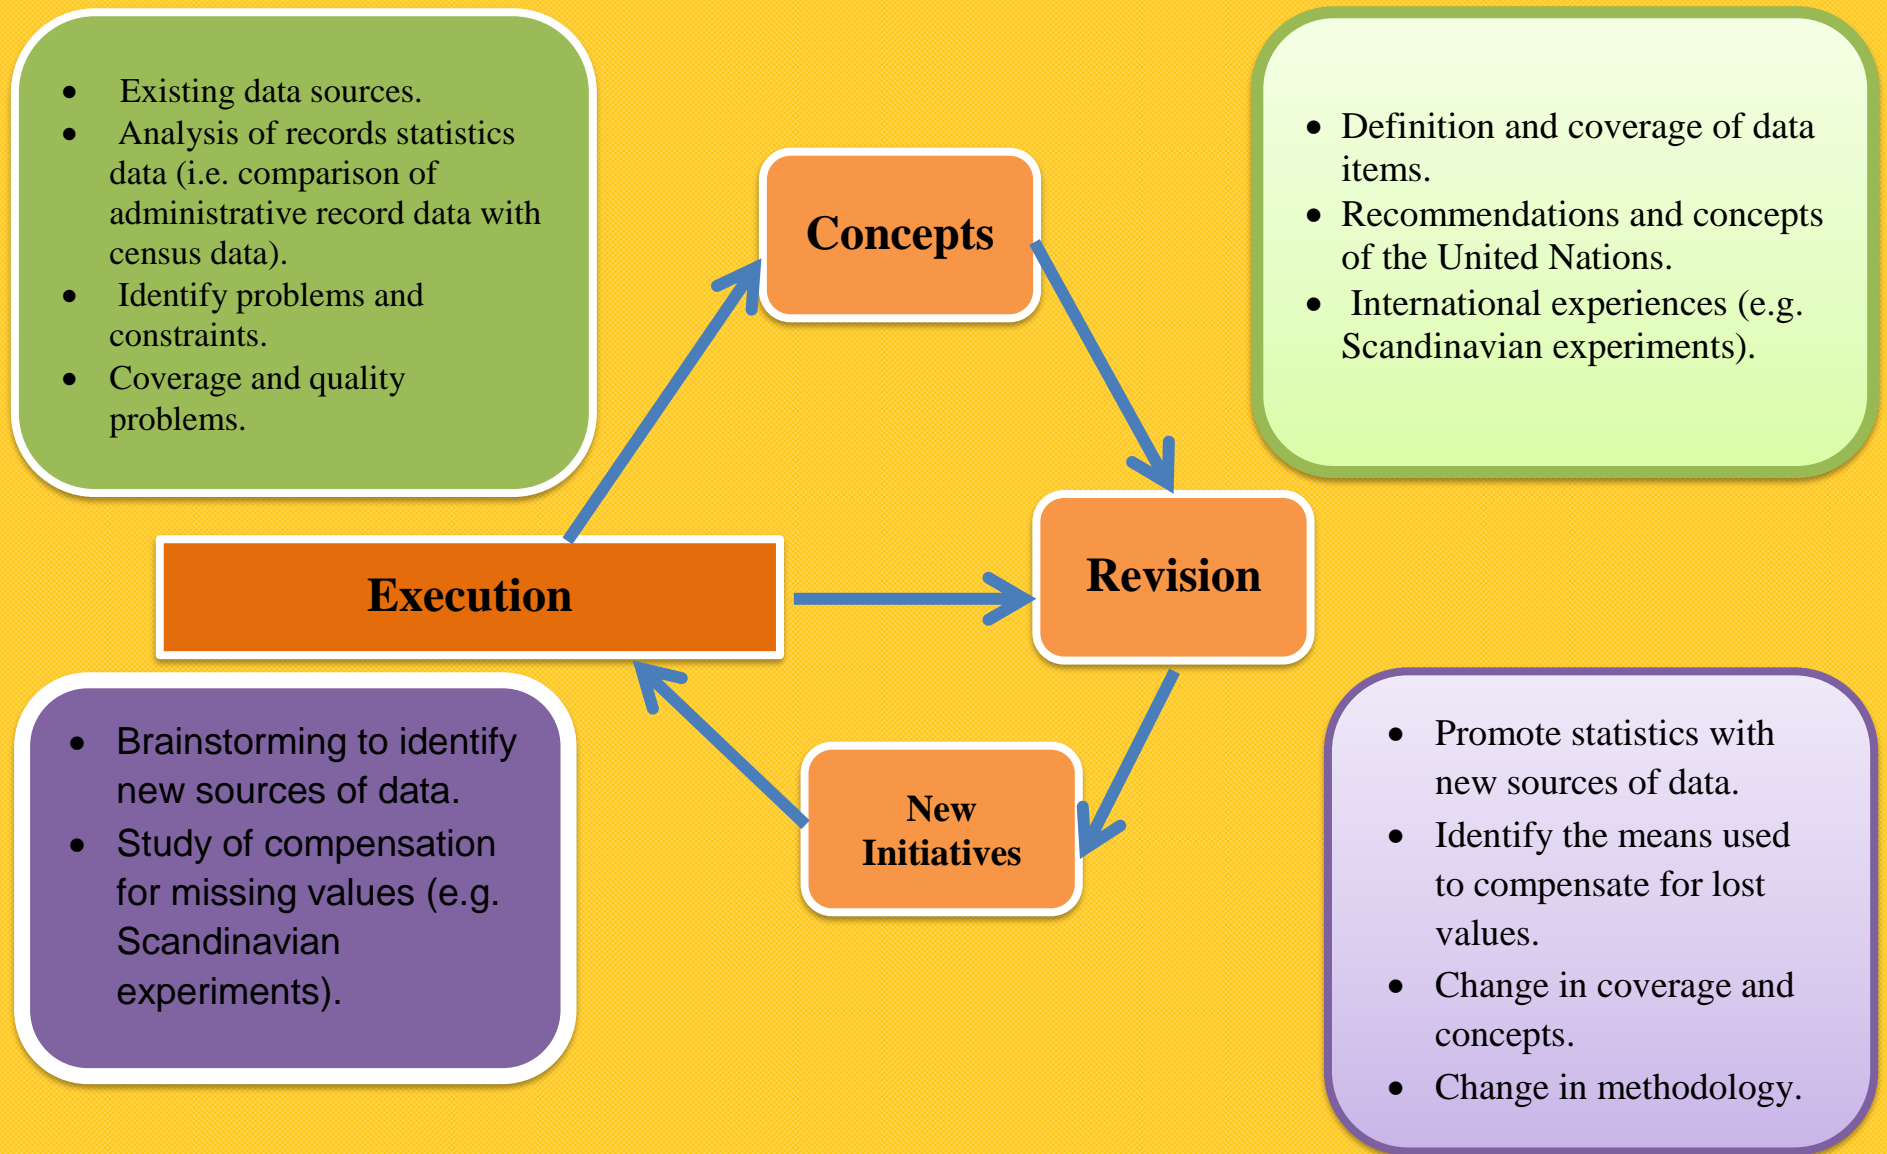 • Existing data sources.
• Analysis of records statistics
data (i.e. comparison of
administrative record data with
census data).
• Identify problems and
constraints.
• Coverage and quality
problems.
Concepts
• Definition and coverage of data
items.
• Recommendations and concepts
of the United Nations.
• International experiences (e.g.
Scandinavian experiments).
Execution
Revision
• Brainstorming to identify
new sources of data.
• Study of compensation
for missing values (e.g.
Scandinavian
experiments).
New
Initiatives
• Promote statistics with
new sources of data.
• Identify the means used
to compensate for lost
values.
• Change in coverage and
concepts.
• Change in methodology.